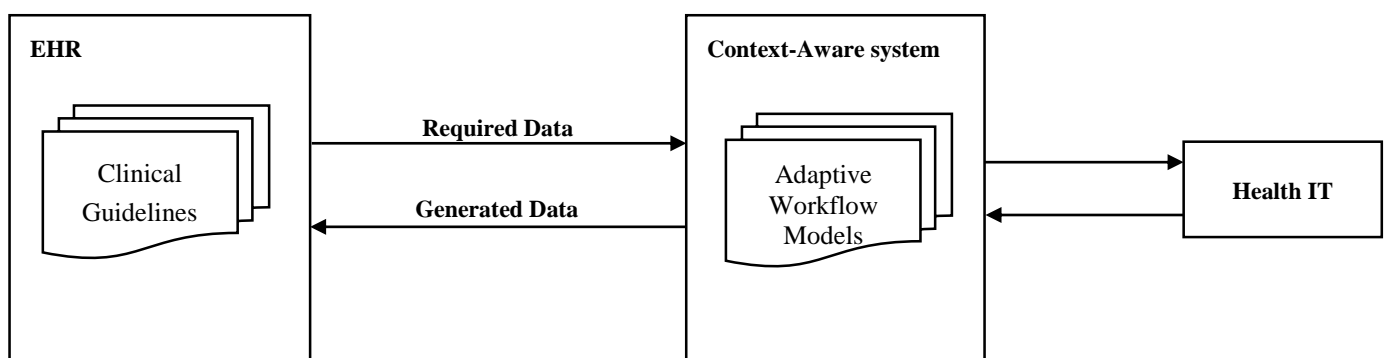 EHR
Clinical
Guidelines
Required Data
Generated Data
Context-Aware system
Adaptive
Workflow
Models
Health IT